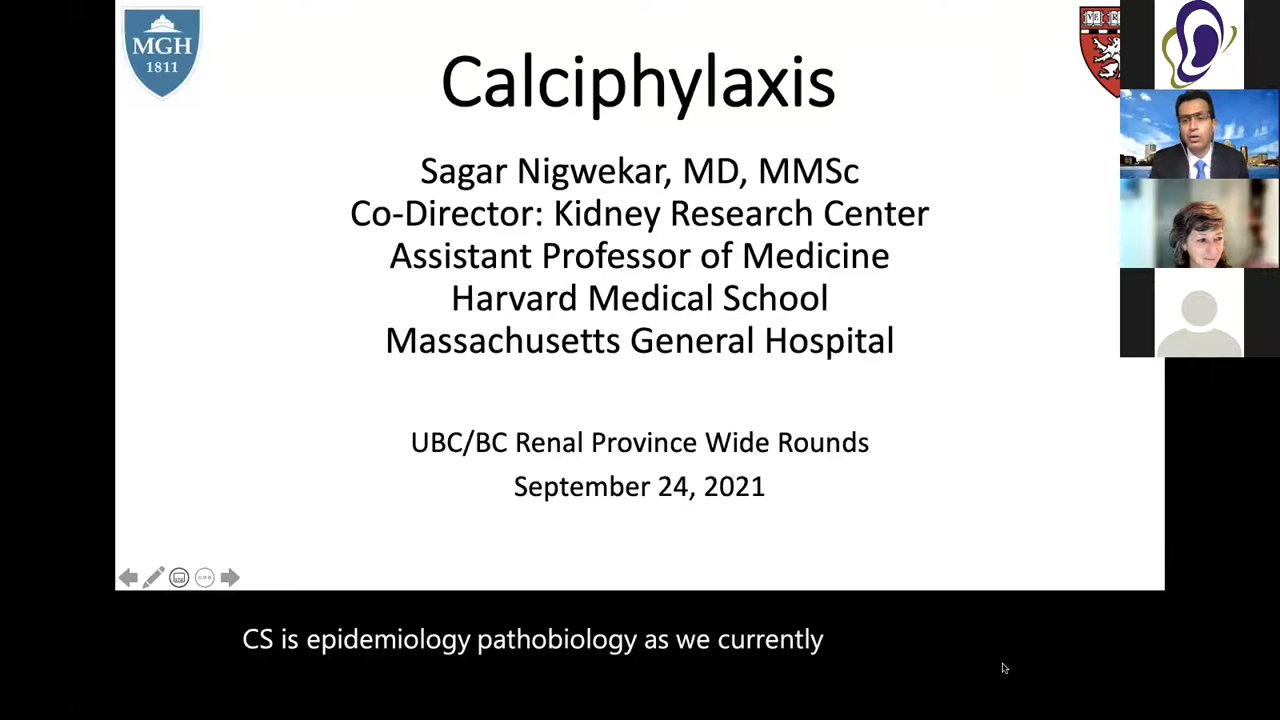 MGH
1811
Calciphylaxis
Sagar Nigwekar, MD, MMSc
Co-Director: Kidney Research Center
Assistant Professor of Medicine
Harvard Medical School
Massachusetts General Hospital
UBC/BC Renal Province Wide Rounds
September 24, 2021
CS is epidemiology pathobiology as we currently